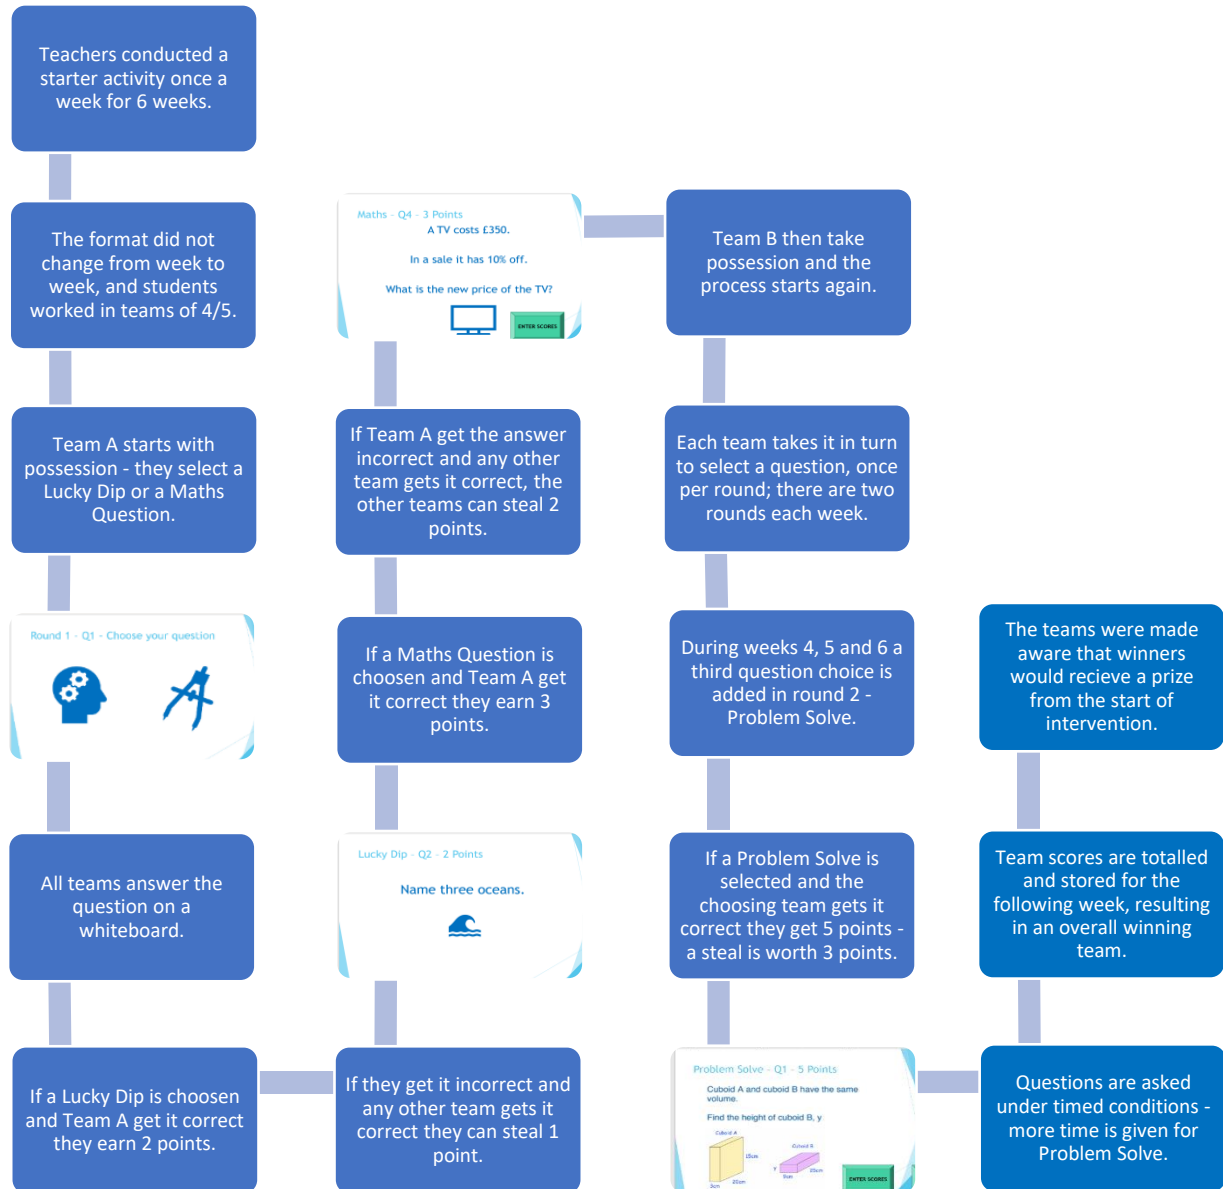 Teachers conducted a
starter activity once a
week for 6 weeks.
The format did not
change from week to
week, and students
worked in teams of 4/5.
Team A starts with
possession - they select a
Lucky Dip or a Maths
Question.
Round 1 - Q1 - Choose your question
All teams answer the
question on a
whiteboard.
If a Lucky Dip is choosen
and Team A get it correct
they earn 2 points.
If they get it incorrect and
any other team gets it
correct they can steal 1
point.
Lucky Dip - Q2 - 2 Points
Name three oceans.
If a Maths Question is
choosen and Team A get
it correct they earn 3
points.
If Team A get the answer
incorrect and any other
team gets it correct, the
other teams can steal 2
points.
Maths - Q4 - 3 Points
A TV costs £350.
In a sale it has 10% off.
What is the new price of the TV?
ENTER SCORES
Team B then take
possession and the
process starts again.
Each team takes it in turn
to select a question, once
per round; there are two
rounds each week.
During weeks 4, 5 and 6 a
third question choice is
added in round 2 -
Problem Solve.
If a Problem Solve is
selected and the
choosing team gets it
correct they get 5 points -
a steal is worth 3 points.
Problem Solve - Q1 - 5 Points
Cuboid A and cuboid B have the same
volume.
Find the height of cuboid B, y
Cuboid A
Cuboid B
15cm
y
20cm
ENTER SCORES
Questions are asked
under timed conditions -
more time is given for
Problem Solve.
Team scores are totalled
and stored for the
following week, resulting
in an overall winning
team.
The teams were made
aware that winners
would recieve a prize
from the start of
intervention.